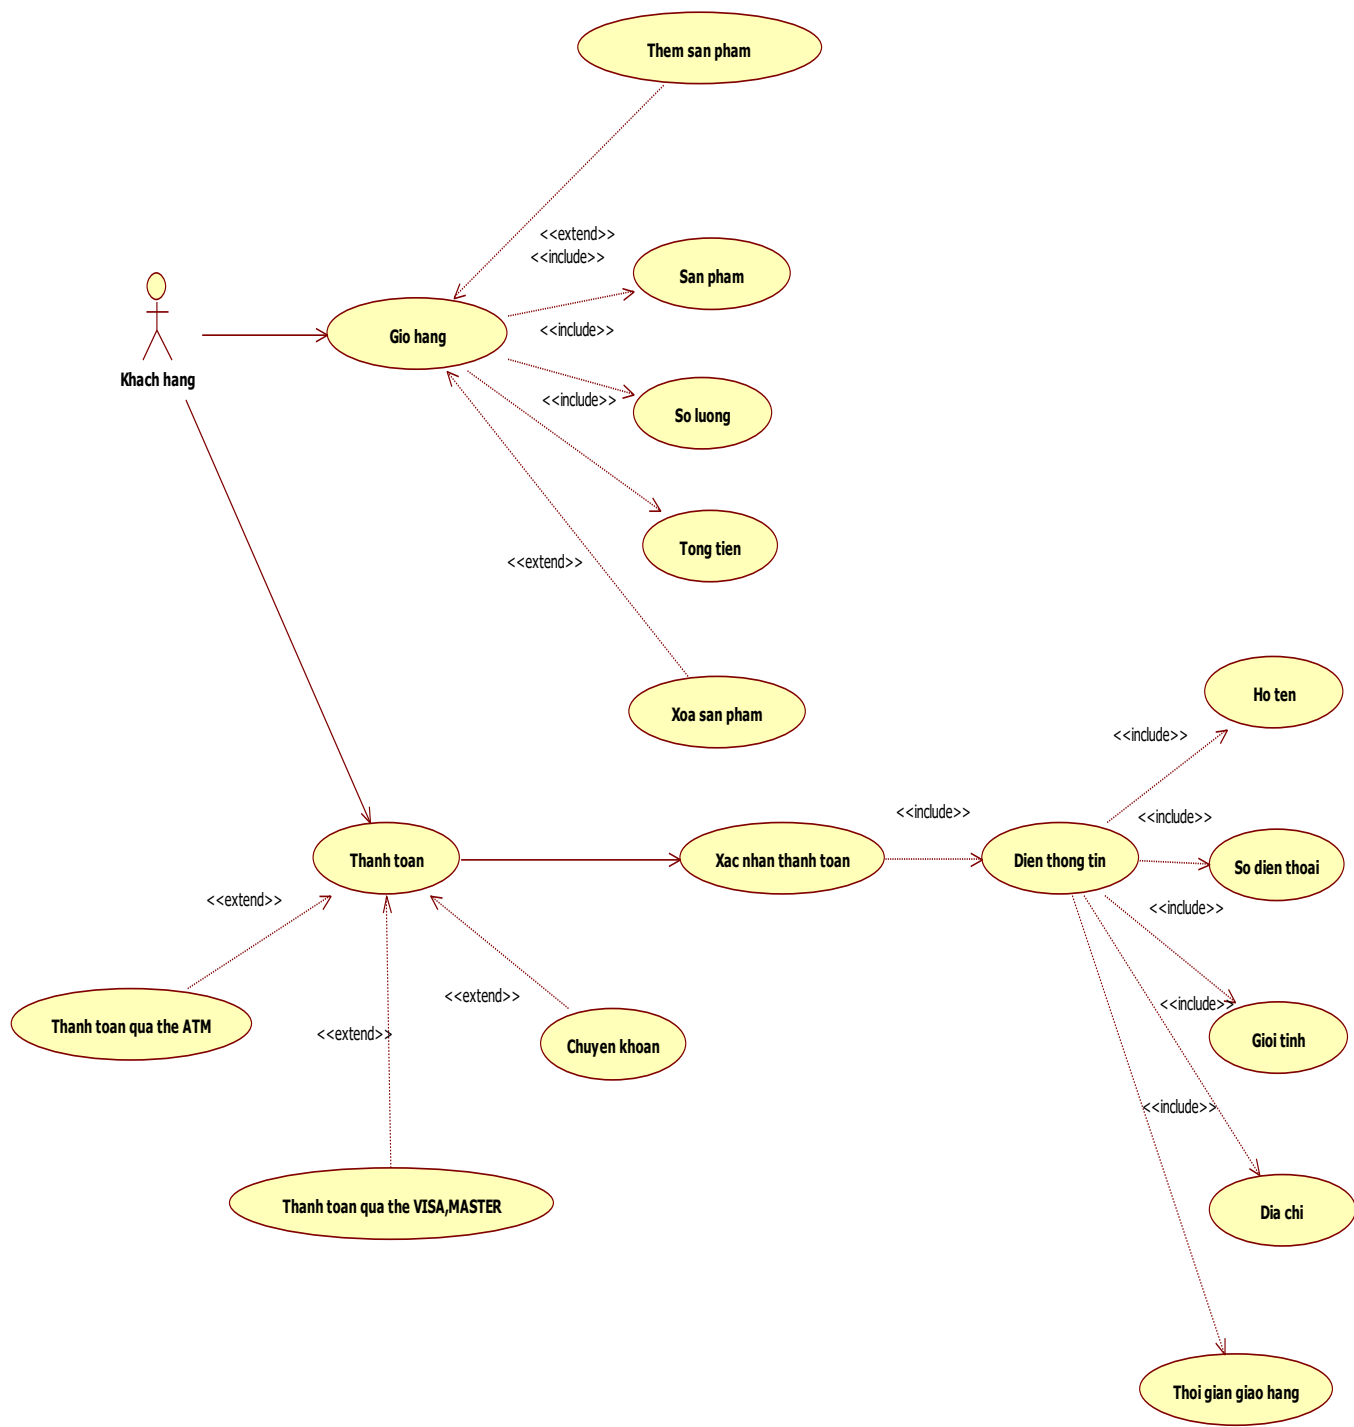 Them san pham
<<extend>>
<<include>>
San pham
<<include>>
Gio hang
Khach hang
<<include>>
So luong
Tong tien
<<extend>>
Xoa san pham
Ho ten
<<include>>
<<include>>
<<include>>
Thanh toan
Xac nhan thanh toan
Dien thong tin
So dien thoai
<<extend>>
<<include>>
<<extend>>
<<include>>
Thanh toan qua the ATM
<<extend>>
Chuyen khoan
Gioi tinh
<<include>>
Thanh toan qua the VISA,MASTER
Dia chi
Thoi gian giao hang